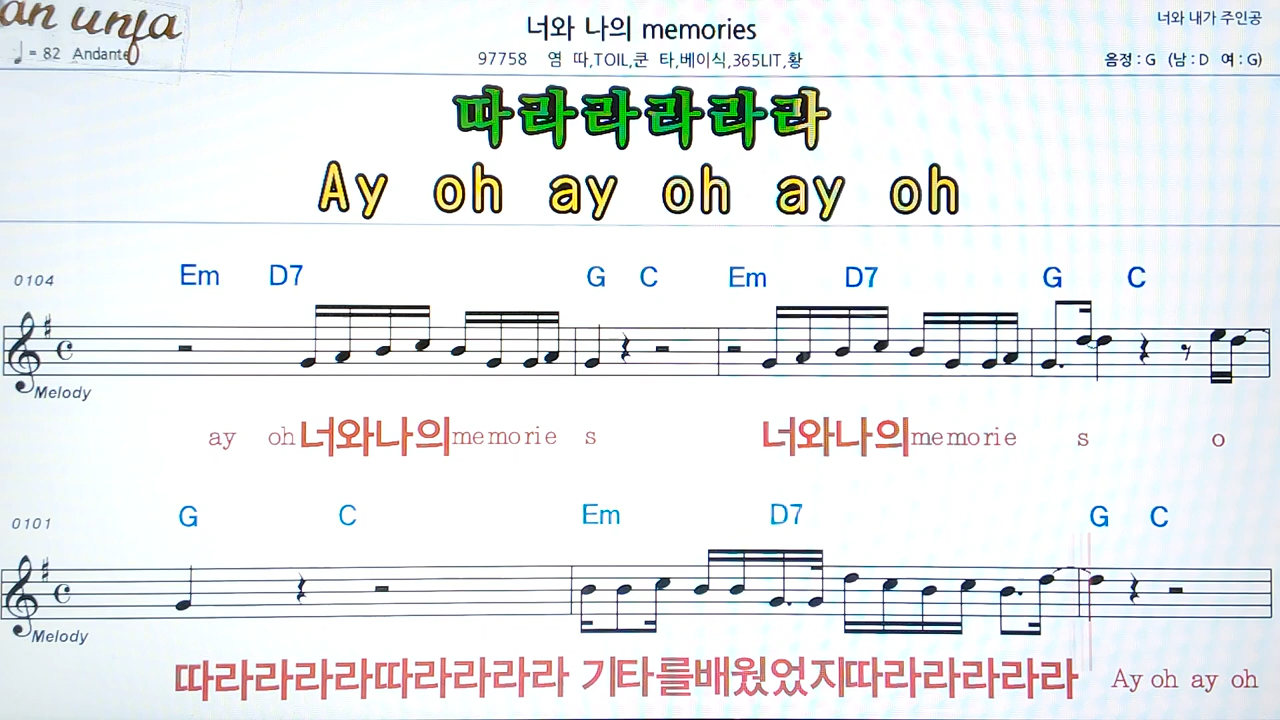 an unja
너와 나의 memories
너와 내가 주인공
♩ = 82 Andante
97758 염 따,TOIL,쿤 타,베이식,365LIT,황
음정 : G (남 : D 여 : G)
따라라라라라
Ay oh ay oh ay oh
0104 Em D7 G C Em D7 G C
Melody
ay oh 너와나의 memorie s 너와나의 memorie s o
0101 G C Em D7 G C
Melody
따라라라라따라라라라 기타를배웠었지따라라라라라 Ay oh ay oh